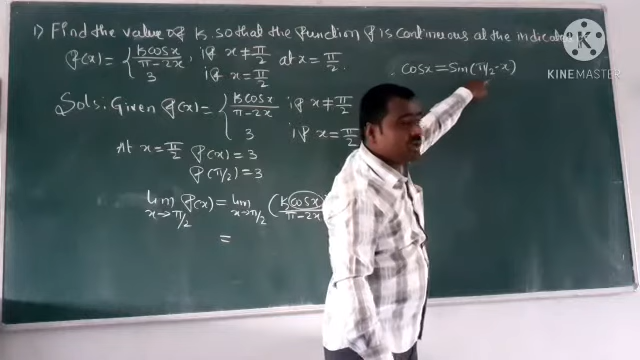 1) Find the value of K. so that the function f is continuous at the indicated
f(x) = { Kcosx/π-2x, if x ≠ π/2 at x = π/2.
3 if x = π/2
cosx = Sin(π/2-x)
KINEMASTER
Sols: Given f(x) = { Kcosx/π-2x if x ≠ π/2
3 if x = π/2
At x = π/2 f(x) = 3
f(π/2) = 3
lim x→π/2 f(x) = lim x→π/2 (Kcosx/π-2x)
=